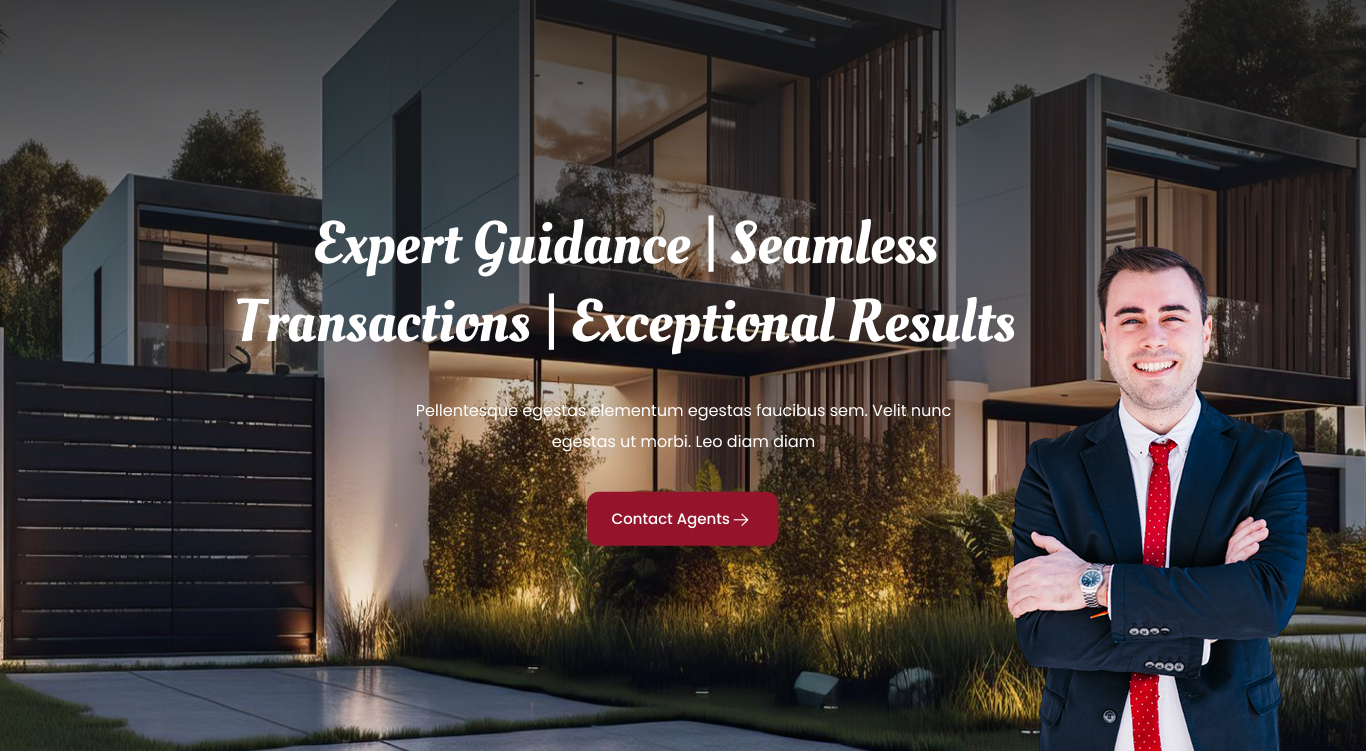 Expert Guidance | Seamless
Transactions | Exceptional Results
Pellentesque egestas elementum egestas faucibus sem. Velit nunc
egestas ut morbi. Leo diam diam
Contact Agents →